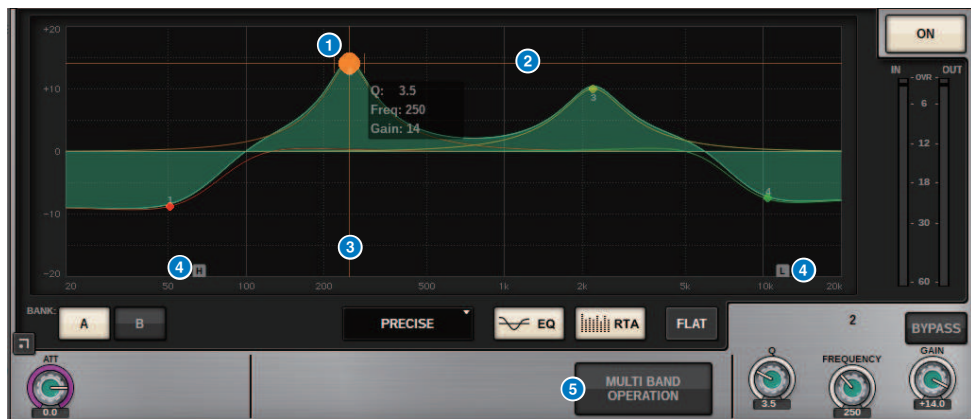 +20
ON
1
2
IN OUT
OVR
+10
Q: 3.5
Freq: 250
Gain: 14
3
6
12
0
18
1
4
-10
30
3
4 H
L 4
-20
60
20 50 100 200 500 1k 2k 5k 10k 20k
BANK:
A B PRECISE EQ RTA FLAT
2
BYPASS
ATT
Q FREQUENCY GAIN
5 MULTI BAND
OPERATION
0.0
3.5 250 +14.0